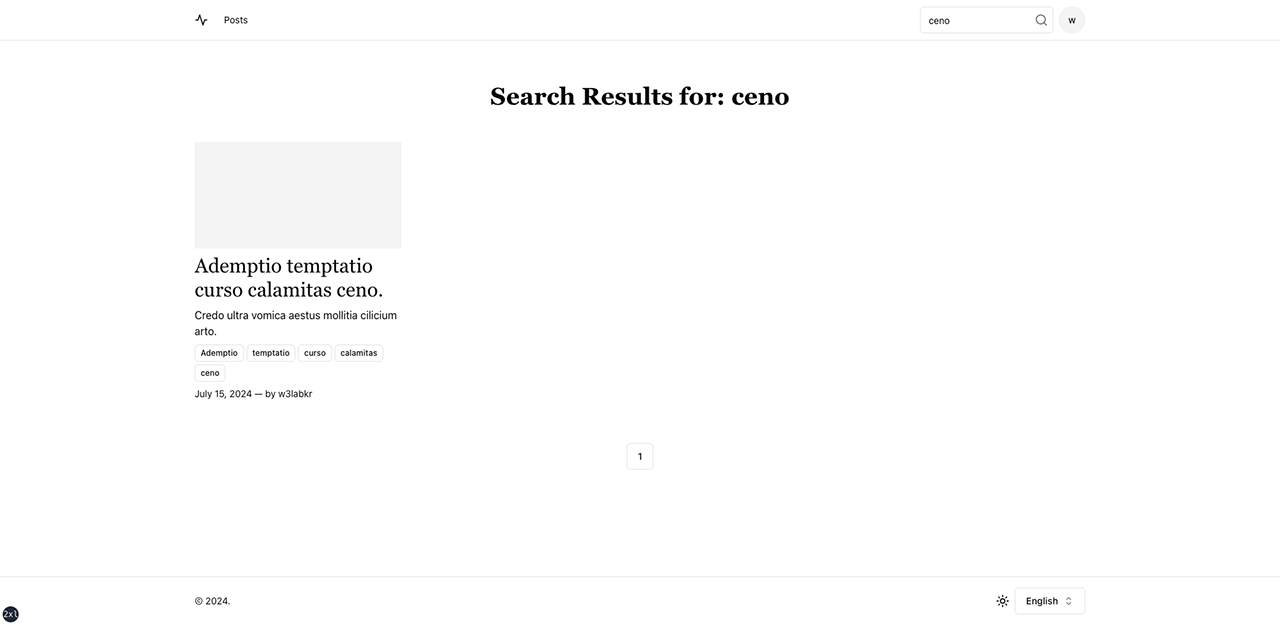 Posts
ceno
w
Search Results for: ceno
Ademptio temptatio
curso calamitas ceno.
Credo ultra vomica aestus mollitia cilicium
arto.
Ademptio temptatio curso calamitas
ceno
July 15, 2024 — by w3labkr
1
© 2024.
English
2xl